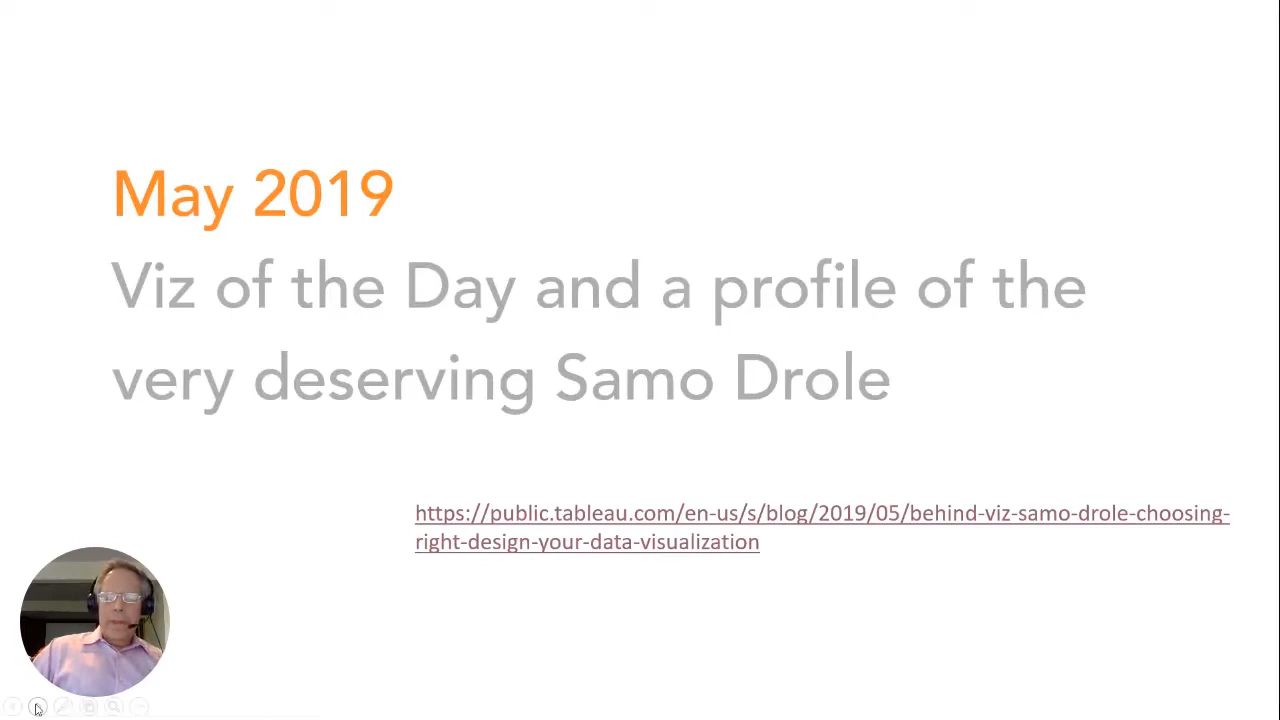 May 2019
Viz of the Day and a profile of the
very deserving Samo Drole
https://public.tableau.com/en-us/s/blog/2019/05/behind-viz-samo-drole-choosing-
right-design-your-data-visualization